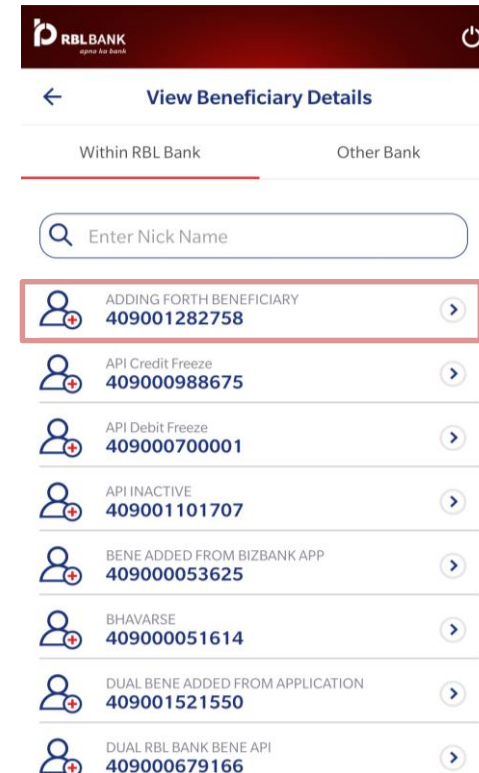 RBLBANK
apna ka bank
View Beneficiary Details
Within RBL Bank Other Bank
Enter Nick Name
ADDING FORTH BENEFICIARY
409001282758
API Credit Freeze
409000988675
API Debit Freeze
409000700001
API INACTIVE
409001101707
BENE ADDED FROM BIZBANK APP
409000053625
BHAVARSE
409000051614
DUAL BENE ADDED FROM APPLICATION
409001521550
DUAL RBL BANK BENE API
409000679166